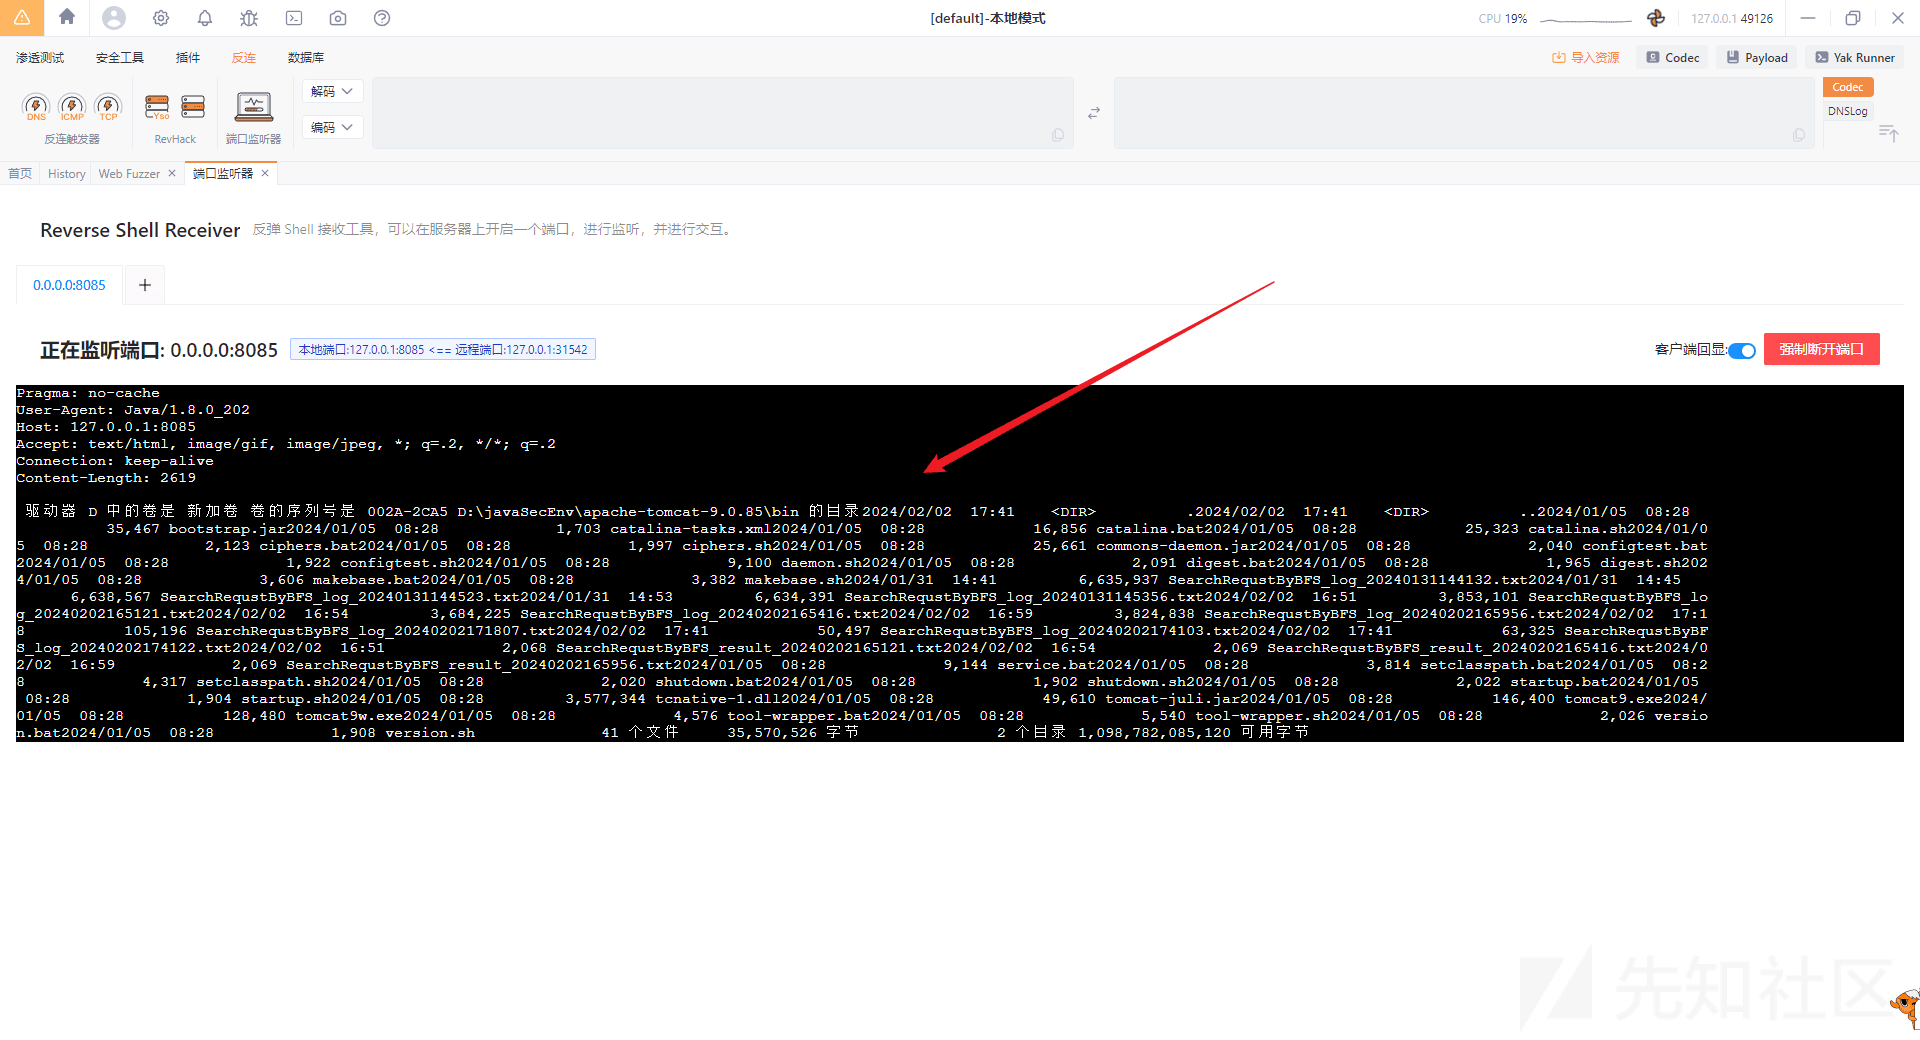 [default]-本地模式
CPU 19%
127.0.0.1 49126
渗透测试 安全工具 插件 反连 数据库
导入资源 Codec Payload Yak Runner
DNS ICMP TCP
反连触发器
Yso
RevHack
端口监听器
解码
编码
Codec
DNSLog
首页 History Web Fuzzer 端口监听器
Reverse Shell Receiver 反弹 Shell 接收工具，可以在服务器上开启一个端口，进行监听，并进行交互。
0.0.0.0:8085
正在监听端口: 0.0.0.0:8085 本地端口:127.0.0.1:8085 <== 远程端口:127.0.0.1:31542
客户端回显: 强制断开端口
Pragma: no-cache
User-Agent: Java/1.8.0_202
Host: 127.0.0.1:8085
Accept: text/html, image/gif, image/jpeg, *; q=.2, */*; q=.2
Connection: keep-alive
Content-Length: 2619
驱动器 D 中的卷是 新加卷 卷的序列号是 002A-2CA5 D:\javaSecEnv\apache-tomcat-9.0.85\bin 的目录2024/02/02 17:41 <DIR> .2024/02/02 17:41 <DIR> ..2024/01/05 08:28
35,467 bootstrap.jar2024/01/05 08:28 1,703 catalina-tasks.xml2024/01/05 08:28 16,856 catalina.bat2024/01/05 08:28 25,323 catalina.sh2024/01/0
5 08:28 2,123 ciphers.bat2024/01/05 08:28 1,997 ciphers.sh2024/01/05 08:28 25,661 commons-daemon.jar2024/01/05 08:28 2,040 configtest.bat
2024/01/05 08:28 1,922 configtest.sh2024/01/05 08:28 9,100 daemon.sh2024/01/05 08:28 2,091 digest.bat2024/01/05 08:28 1,965 digest.sh202
4/01/05 08:28 3,606 makebase.bat2024/01/05 08:28 3,382 makebase.sh2024/01/31 14:41 6,635,937 SearchRequstByBFS_log_20240131144132.txt2024/01/31 14:45
6,638,567 SearchRequstByBFS_log_20240131144523.txt2024/01/31 14:53 6,634,391 SearchRequstByBFS_log_20240131145356.txt2024/02/02 16:51 3,853,101 SearchRequstByBFS_lo
g_20240202165121.txt2024/02/02 16:54 3,684,225 SearchRequstByBFS_log_20240202165416.txt2024/02/02 16:59 3,824,838 SearchRequstByBFS_log_20240202165956.txt2024/02/02 17:1
8 105,196 SearchRequstByBFS_log_20240202171807.txt2024/02/02 17:41 50,497 SearchRequstByBFS_log_20240202174103.txt2024/02/02 17:41 63,325 SearchRequstByBF
S_log_20240202174122.txt2024/02/02 16:51 2,068 SearchRequstByBFS_result_20240202165121.txt2024/02/02 16:54 2,069 SearchRequstByBFS_result_20240202165416.txt2024/0
2/02 16:59 2,069 SearchRequstByBFS_result_20240202165956.txt2024/01/05 08:28 9,144 service.bat2024/01/05 08:28 3,814 setclasspath.bat2024/01/05 08:2
8 4,317 setclasspath.sh2024/01/05 08:28 2,020 shutdown.bat2024/01/05 08:28 1,902 shutdown.sh2024/01/05 08:28 2,022 startup.bat2024/01/05
08:28 1,904 startup.sh2024/01/05 08:28 3,577,344 tcnative-1.dll2024/01/05 08:28 49,610 tomcat-juli.jar2024/01/05 08:28 146,400 tomcat9.exe2024/
01/05 08:28 128,480 tomcat9w.exe2024/01/05 08:28 4,576 tool-wrapper.bat2024/01/05 08:28 5,540 tool-wrapper.sh2024/01/05 08:28 2,026 versio
n.bat2024/01/05 08:28 1,908 version.sh 41 个文件 35,570,526 字节 2 个目录 1,098,782,085,120 可用字节
先知社区